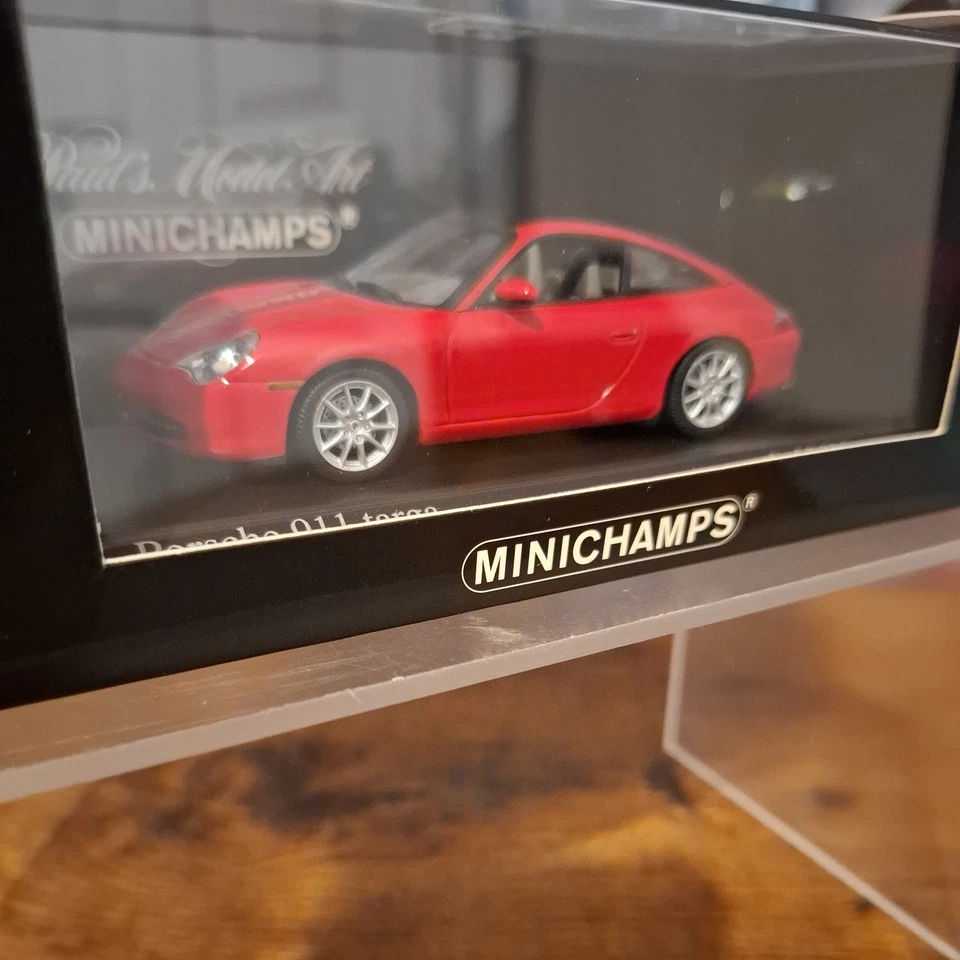 Paul's Model Art
MINICHAMPS®
Porsche 911 targa
MINICHAMPS®